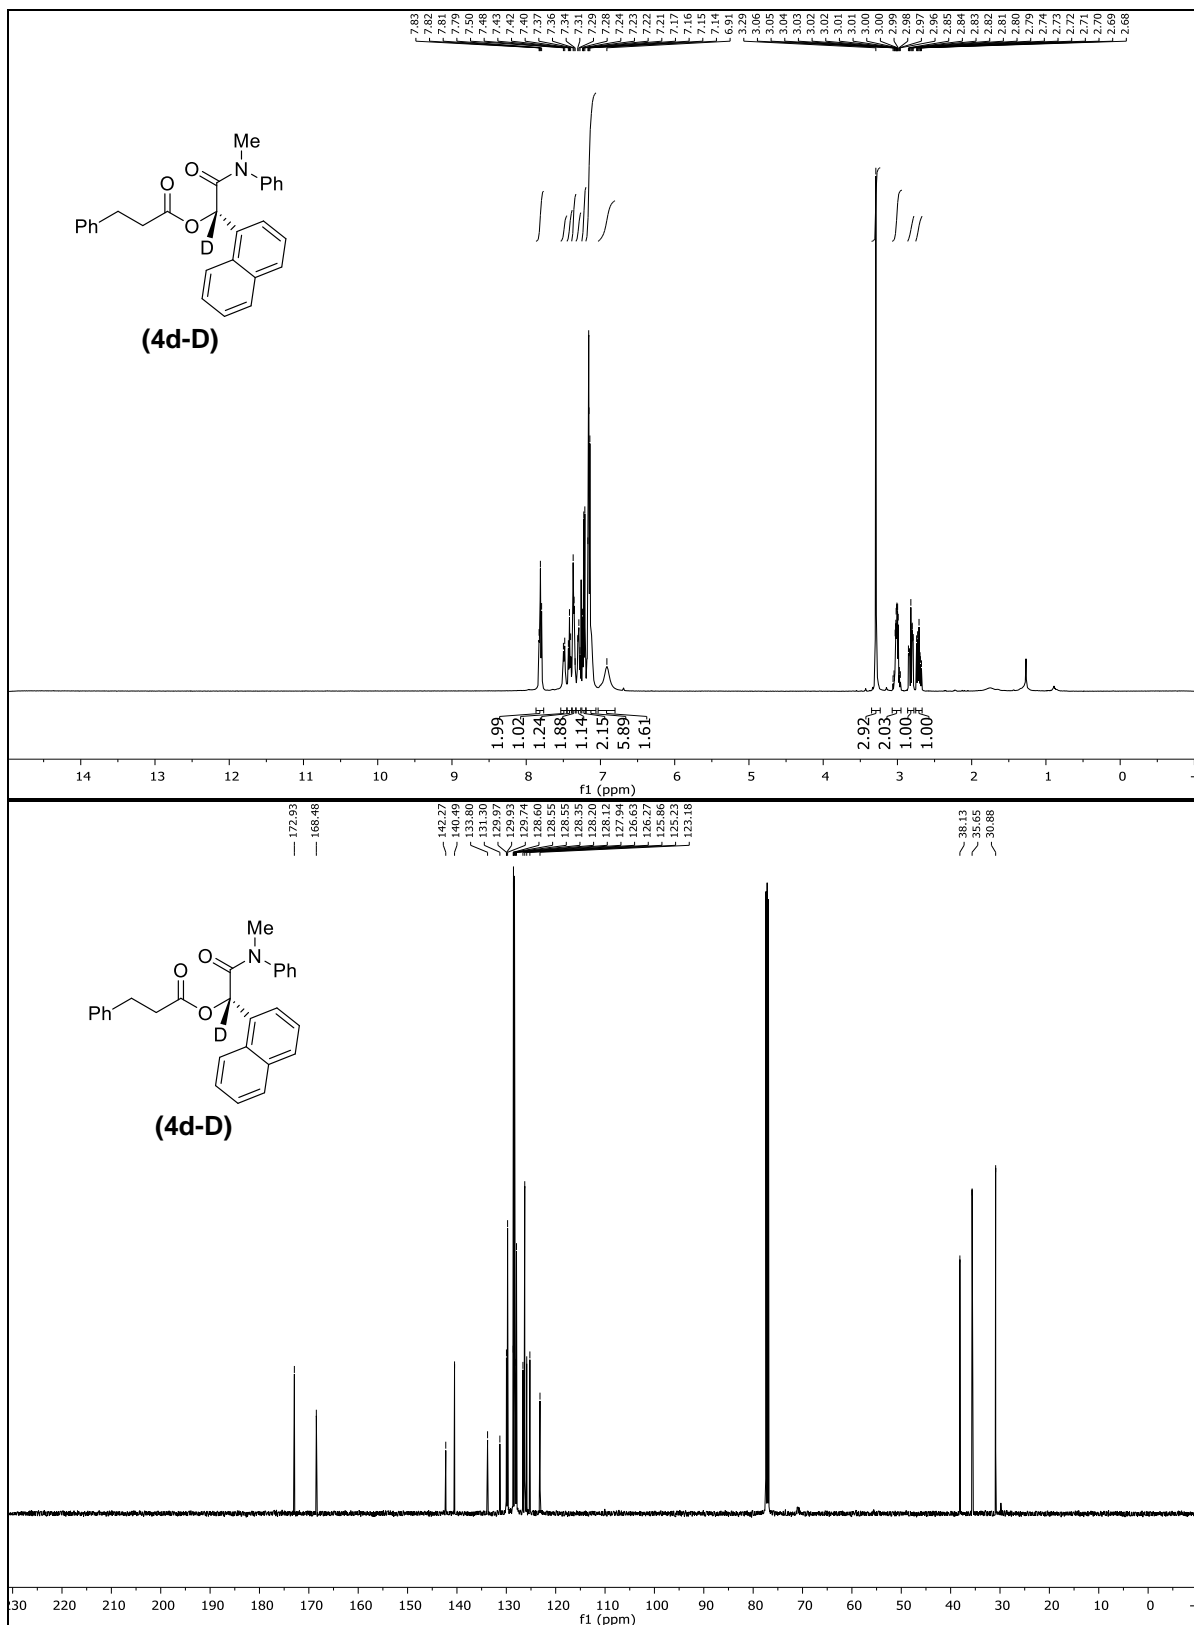 7.83 7.82 7.81 7.79 7.50 7.48 7.43 7.42 7.40 7.37 7.36 7.34 7.31 7.29 7.28 7.24 7.23 7.22 7.21 7.17 7.16 7.15 7.14 6.91 3.29 3.06 3.05 3.04 3.03 3.02 3.02 3.01 3.01 3.00 3.00 2.99 2.98 2.97 2.96 2.85 2.84 2.83 2.82 2.81 2.80 2.79 2.74 2.73 2.72 2.71 2.70 2.69 2.68
Me
O
N
Ph
O
Ph
O
D
(4d-D)
1.99 1.02 1.24 1.88 1.14 2.15 5.89 1.61 2.92 2.03 1.00 1.00
14 13 12 11 10 9 8 7 6 5 4 3 2 1 0
f1 (ppm)
172.93 168.48 142.27 140.49 133.80 131.30 129.97 129.93 129.74 128.60 128.55 128.55 128.35 128.20 128.12 127.94 126.63 126.27 125.86 125.23 123.18 38.13 35.65 30.88
Me
O
N
Ph
O
Ph
O
D
(4d-D)
230 220 210 200 190 180 170 160 150 140 130 120 110 100 90 80 70 60 50 40 30 20 10 0
f1 (ppm)